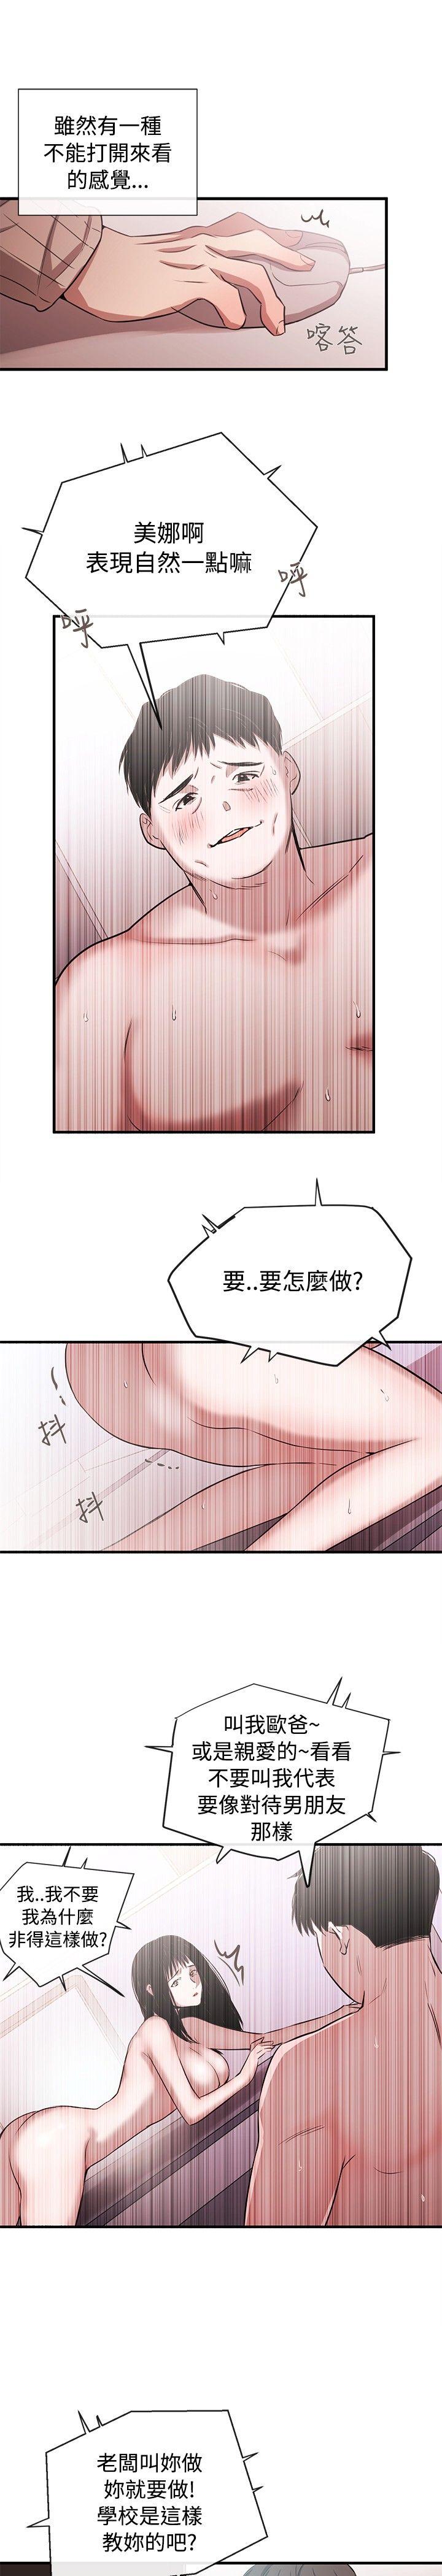 雖然有一種
不能打開來看
的感覺...
喀答
美娜啊
表現自然一點嘛
呼
呼
要..要怎麼做?
抖
抖
叫我歐爸~
或是親愛的~看看
不要叫我代表
要像對待男朋友
那樣
我..我不要
我為什麼
非得這樣做?
老闆叫妳做
妳就要做!
學校是這樣
教妳的吧?